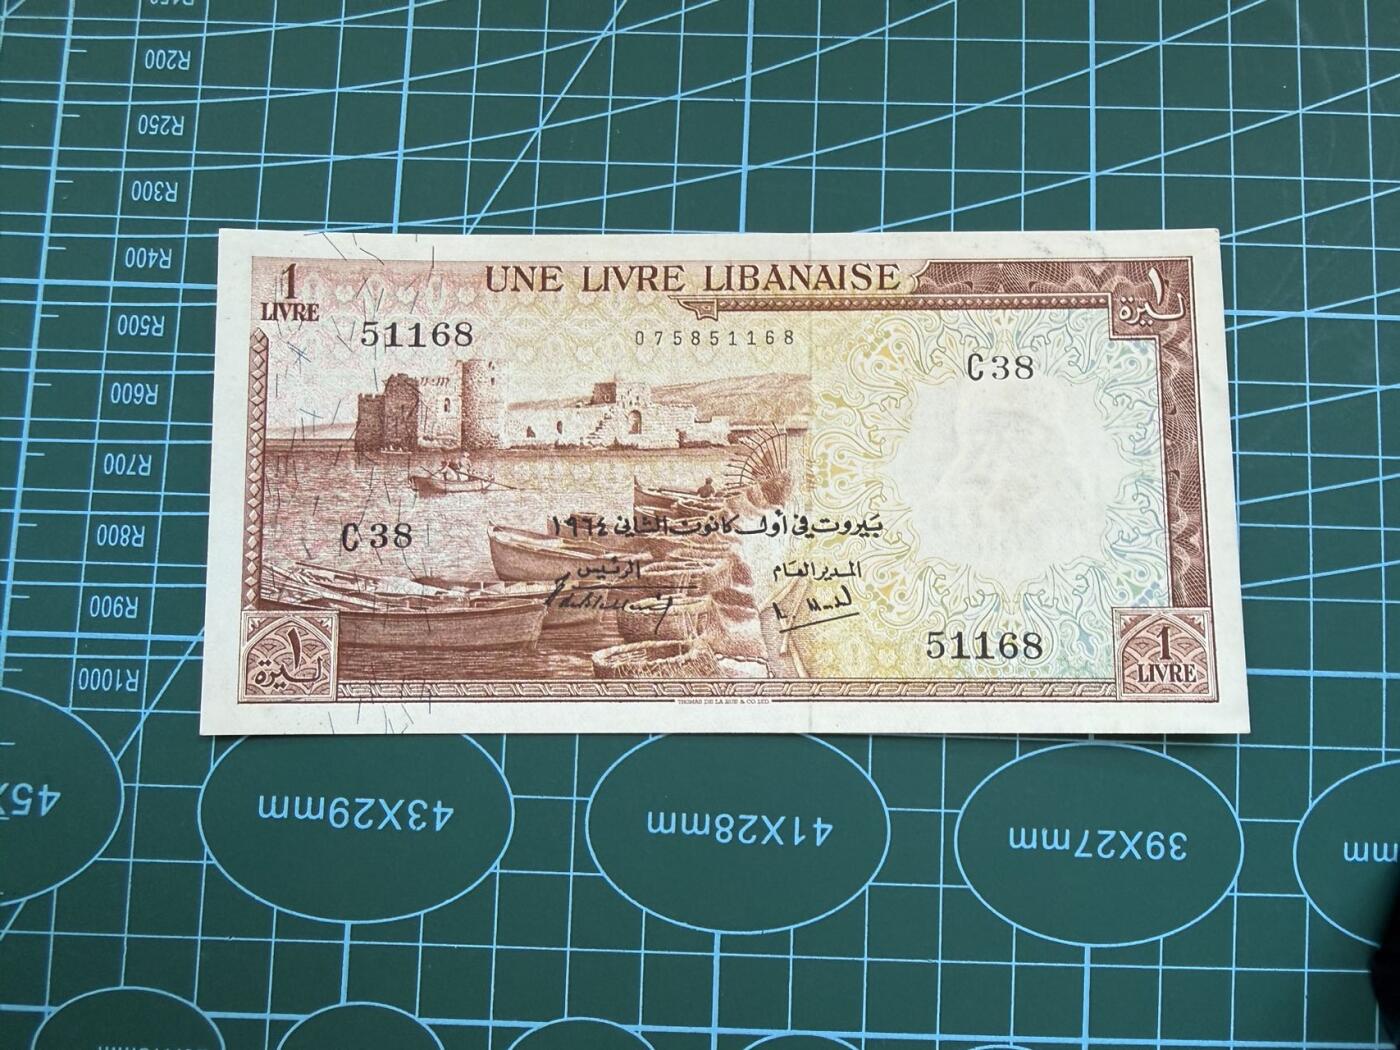 R200
R250
R300
R400
R500
R600
R700
R800
R900
R1000
UNE LIVRE LIBANAISE
1
LIVRE
١
ليرة
51168
075851168
C38
C38
بَيروت في أول كانون الثاني ١٩٦٤
الرئيس
المدير العام
51168
١
ليرة
1
LIVRE
THOMAS DE LA RUE & CO LTD.
43X29mm
41X28mm
39X27mm